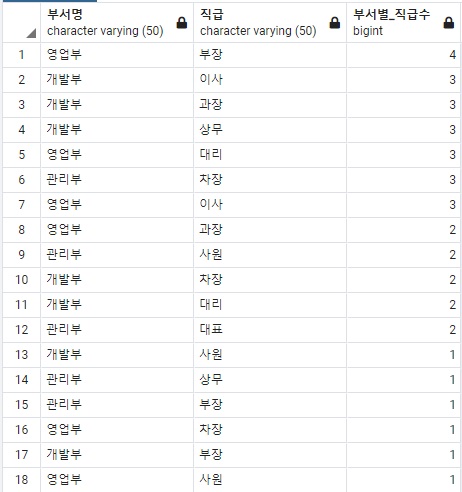 부서명 직급 부서별_직급수
character varying (50) character varying (50) bigint
1 영업부 부장 4
2 개발부 이사 3
3 개발부 과장 3
4 개발부 상무 3
5 영업부 대리 3
6 관리부 차장 3
7 영업부 이사 3
8 영업부 과장 2
9 관리부 사원 2
10 개발부 차장 2
11 개발부 대리 2
12 관리부 대표 2
13 개발부 사원 1
14 관리부 상무 1
15 관리부 부장 1
16 영업부 차장 1
17 개발부 부장 1
18 영업부 사원 1